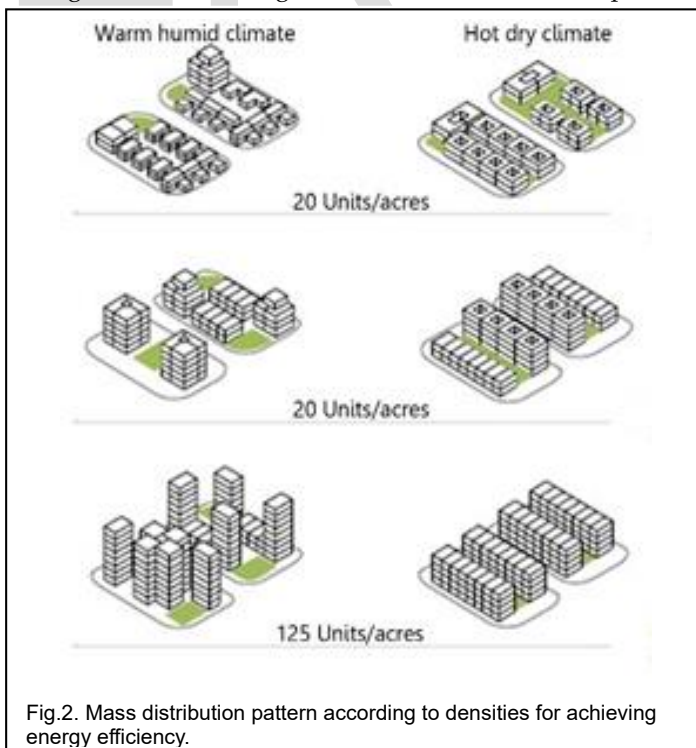 Warm humid climate
Hot dry climate
20 Units/acres
20 Units/acres
125 Units/acres
Fig.2. Mass distribution pattern according to densities for achieving
energy efficiency.